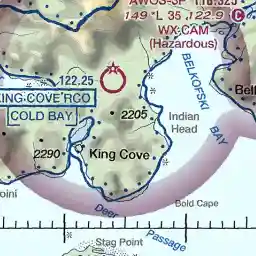 AWOS-3P 118.325
149 *L 35 122.9 C
WX CAM
(Hazardous)
122.25
KING COVE RCO
COLD BAY
BELKOFSKI
BAY
2205
Indian
Head
2290
King Cove
Bold Cape
Deer
Passage
Stag Point